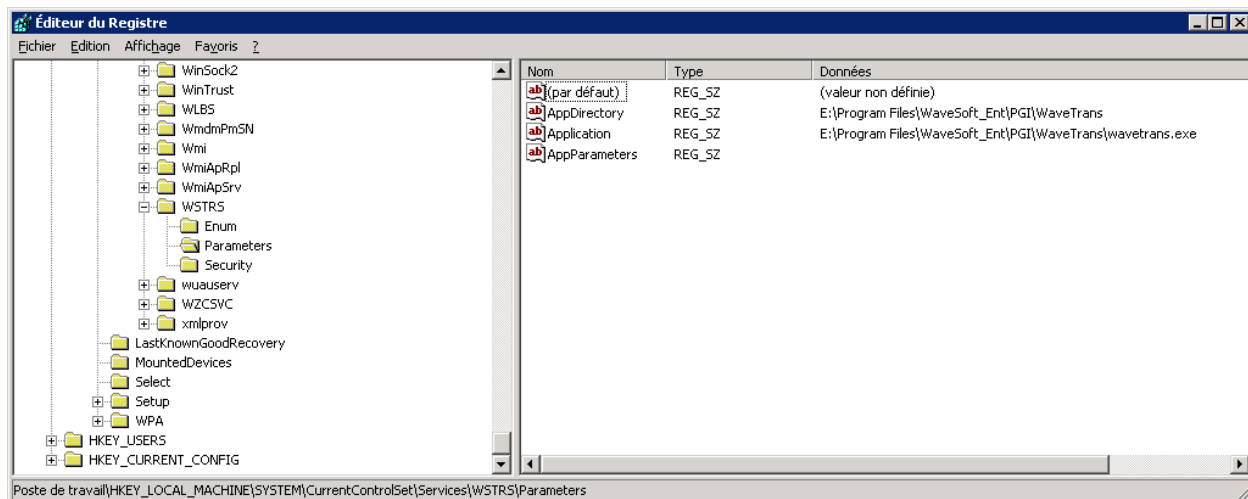 Éditeur du Registre
Fichier Edition Affichage Favoris ?
WinSock2
WinTrust
WLBS
WmdmPmSN
Wmi
WmiApRpl
WmiApSrv
WSTRS
Enum
Parameters
Security
wuauserv
WZCSVC
xmlprov
LastKnownGoodRecovery
MountedDevices
Select
Setup
WPA
HKEY_USERS
HKEY_CURRENT_CONFIG
Nom Type Données
(par défaut) REG_SZ (valeur non définie)
AppDirectory REG_SZ E:\Program Files\WaveSoft_Ent\PGI\WaveTrans
Application REG_SZ E:\Program Files\WaveSoft_Ent\PGI\WaveTrans\wavetrans.exe
AppParameters REG_SZ
Poste de travail\HKEY_LOCAL_MACHINE\SYSTEM\CurrentControlSet\Services\WSTRS\Parameters